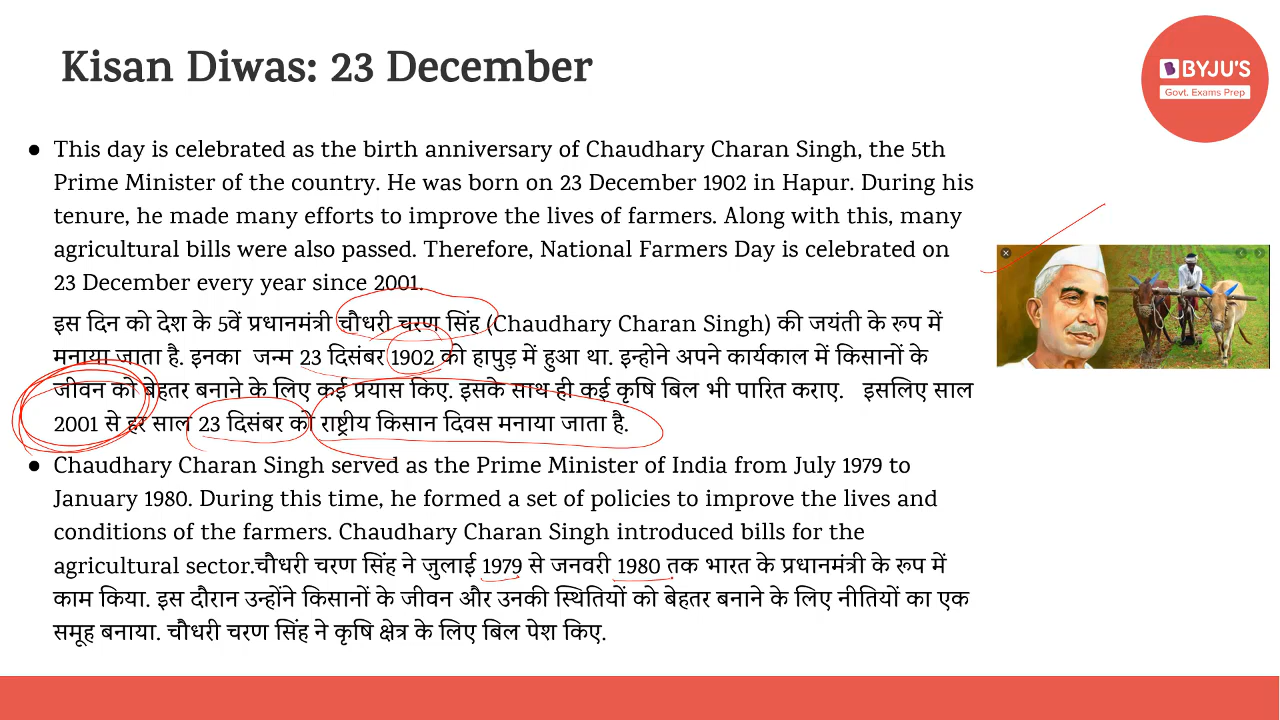 Kisan Diwas: 23 December
BYJU'S
Govt. Exams Prep
● This day is celebrated as the birth anniversary of Chaudhary Charan Singh, the 5th
Prime Minister of the country. He was born on 23 December 1902 in Hapur. During his
tenure, he made many efforts to improve the lives of farmers. Along with this, many
agricultural bills were also passed. Therefore, National Farmers Day is celebrated on
23 December every year since 2001.
इस दिन को देश के 5वें प्रधानमंत्री चौधरी चरण सिंह (Chaudhary Charan Singh) की जयंती के रूप में
मनाया जाता है. इनका जन्म 23 दिसंबर 1902 को हापुड़ में हुआ था. इन्होने अपने कार्यकाल में किसानों के
जीवन को बेहतर बनाने के लिए कई प्रयास किए. इसके साथ ही कई कृषि बिल भी पारित कराए. इसलिए साल
2001 से हर साल 23 दिसंबर को राष्ट्रीय किसान दिवस मनाया जाता है.
● Chaudhary Charan Singh served as the Prime Minister of India from July 1979 to
January 1980. During this time, he formed a set of policies to improve the lives and
conditions of the farmers. Chaudhary Charan Singh introduced bills for the
agricultural sector.चौधरी चरण सिंह ने जुलाई 1979 से जनवरी 1980 तक भारत के प्रधानमंत्री के रूप में
काम किया. इस दौरान उन्होंने किसानों के जीवन और उनकी स्थितियों को बेहतर बनाने के लिए नीतियों का एक
समूह बनाया. चौधरी चरण सिंह ने कृषि क्षेत्र के लिए बिल पेश किए.